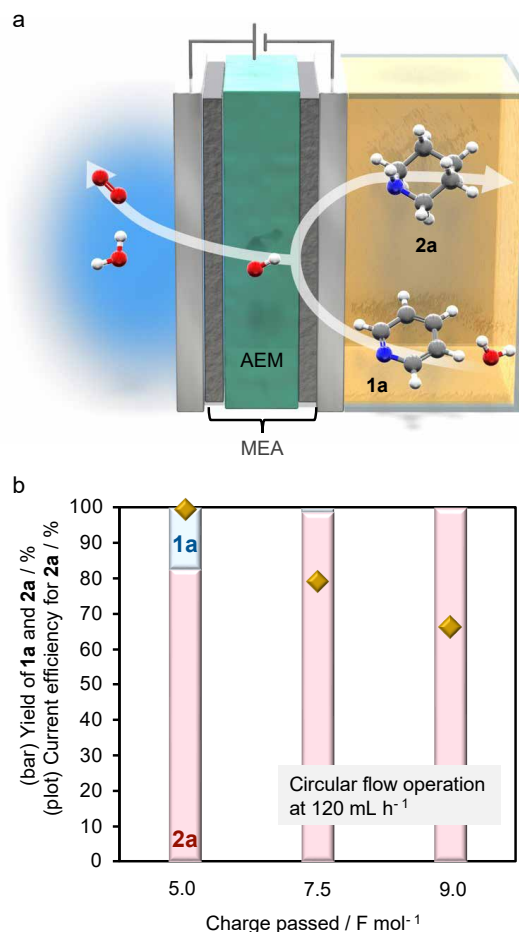 a
2a
AEM
1a
MEA
b
(bar) Yield of 1a and 2a / %
(plot) Current efficiency for 2a / %
100
90
80
70
60
50
40
30
20
10
0
1a
Circular flow operation
at 120 mL h⁻¹
2a
5.0 7.5 9.0
Charge passed / F mol⁻¹